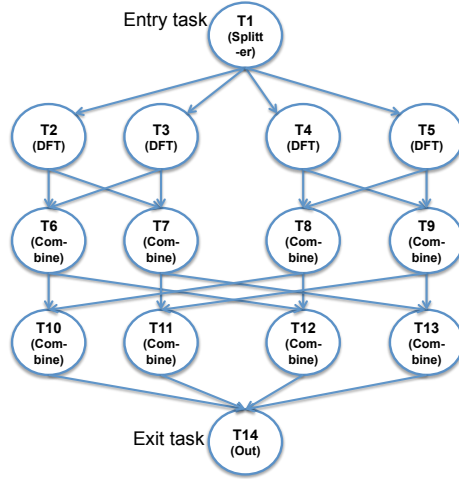 Entry task
T1
(Splitt
-er)
T2
(DFT)
T3
(DFT)
T4
(DFT)
T5
(DFT)
T6
(Com-
bine)
T7
(Com-
bine)
T8
(Com-
bine)
T9
(Com-
bine)
T10
(Com-
bine)
T11
(Com-
bine)
T12
(Com-
bine)
T13
(Com-
bine)
Exit task
T14
(Out)